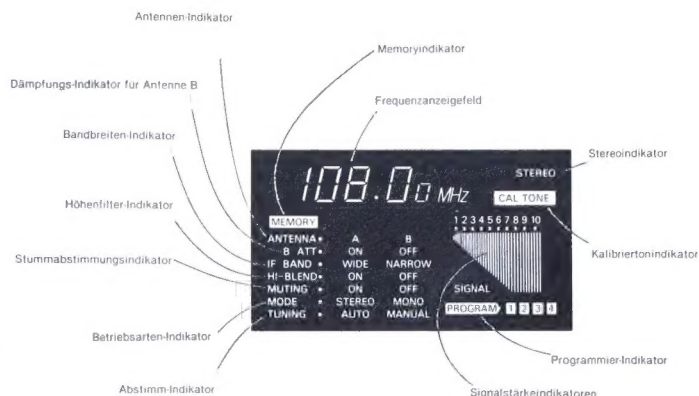 Antennen-Indikator
Memoryindikator
Dämpfungs-Indikator für Antenne B
Frequenzanzeigefeld
Bandbreiten-Indikator
Stereoindikator
Höhenfilter-Indikator
Stummabstimmungsindikator
Kalibriertonindikator
Betriebsarten-Indikator
Programmier-Indikator
Abstimm-Indikator
Signalstärkeindikatoren
108.00 MHz
STEREO
CAL TONE
MEMORY
1 2 3 4 5 6 7 8 9 10
ANTENNA • A B
B ATT • ON OFF
IF BAND • WIDE NARROW
HI-BLEND • ON OFF
MUTING • ON OFF
MODE • STEREO MONO
TUNING • AUTO MANUAL
SIGNAL
PROGRAM 1 2 3 4